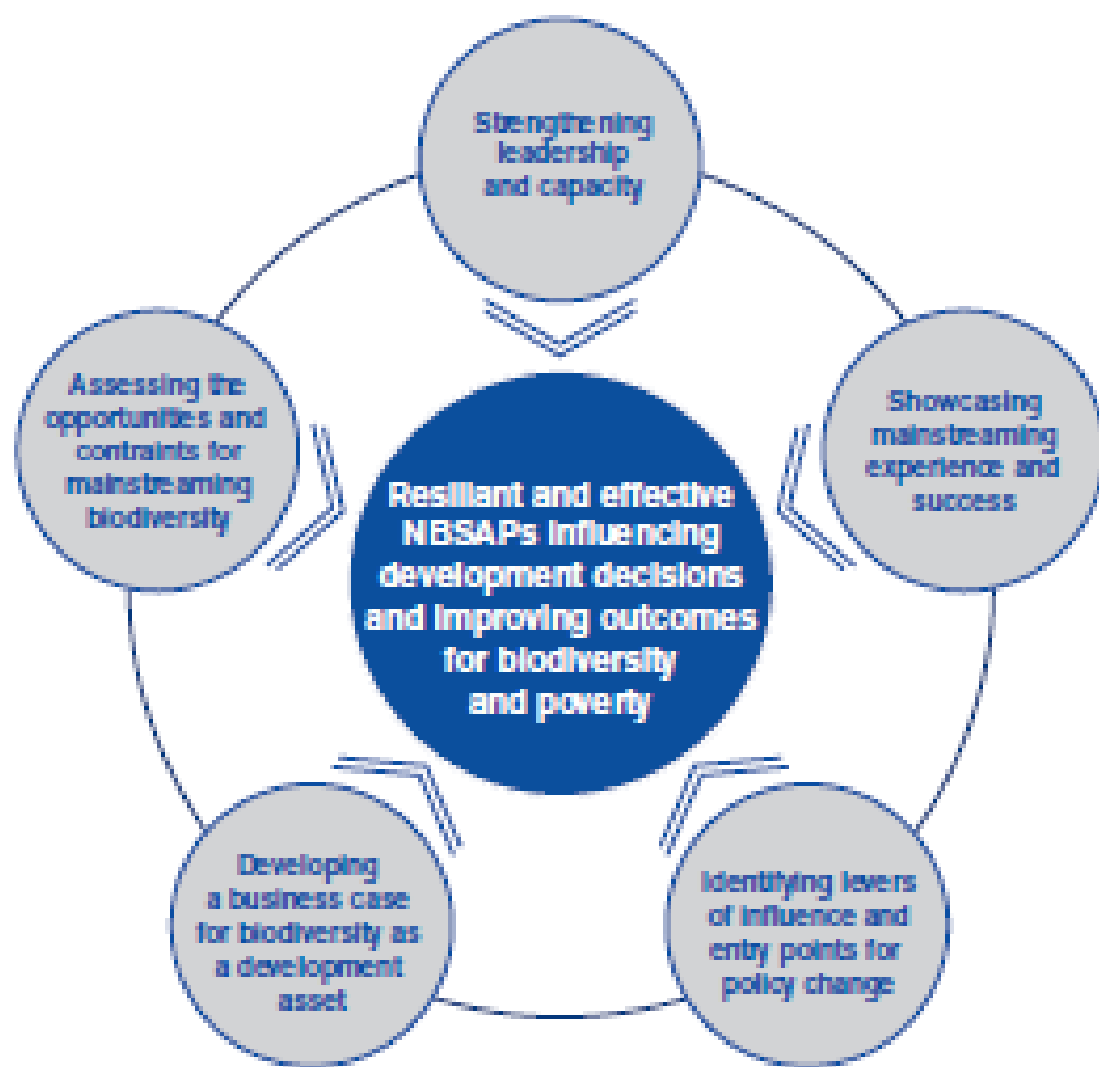 Strengthening
leadership
and capacity
Assessing the
opportunities and
contraints for
mainstreaming
biodiversity
Showcasing
mainstreaming
experience and
success
Resiliant and effective
NBSAPs influencing
development decisions
and improving outcomes
for biodiversity
and poverty
Developing
a business case
for biodiversity as
a development
asset
Identifying levers
of influence and
entry points for
policy change